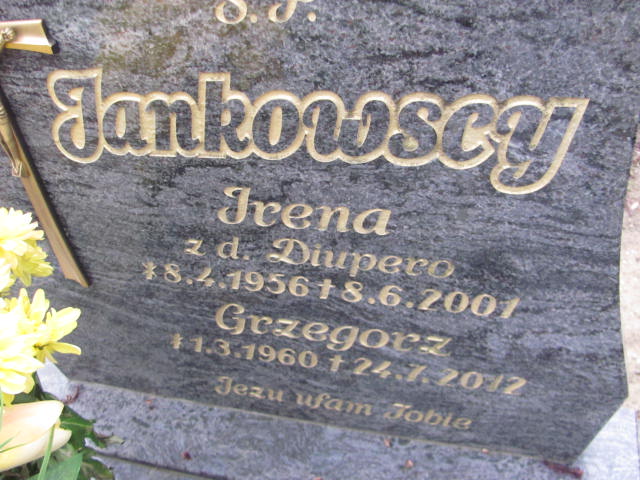 Ś. P.
Jankowscy
Irena
z d. Diupero
*8.2.1956 † 8.6.2001
Grzegorz
*1.3.1960 † 24.7.2012
Jezu ufam Tobie